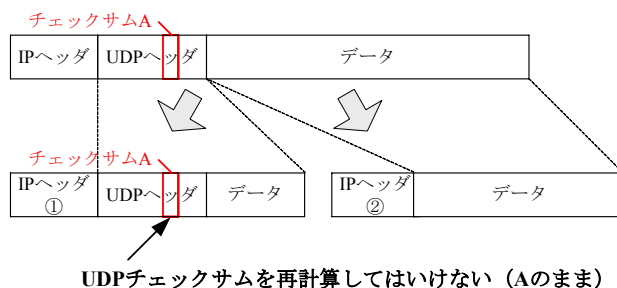 チェックサムA
IPヘッダ UDPヘッダ データ
チェックサムA
IPヘッダ① UDPヘッダ データ IPヘッダ② データ
UDPチェックサムを再計算してはいけない（Aのまま）